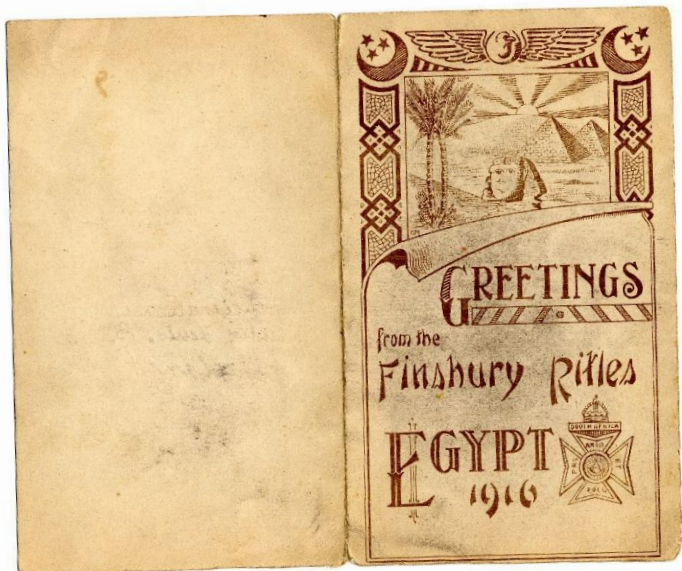 GREETINGS
from the
Finsbury Rifles
EGYPT
1916
SOUTH AFRICA